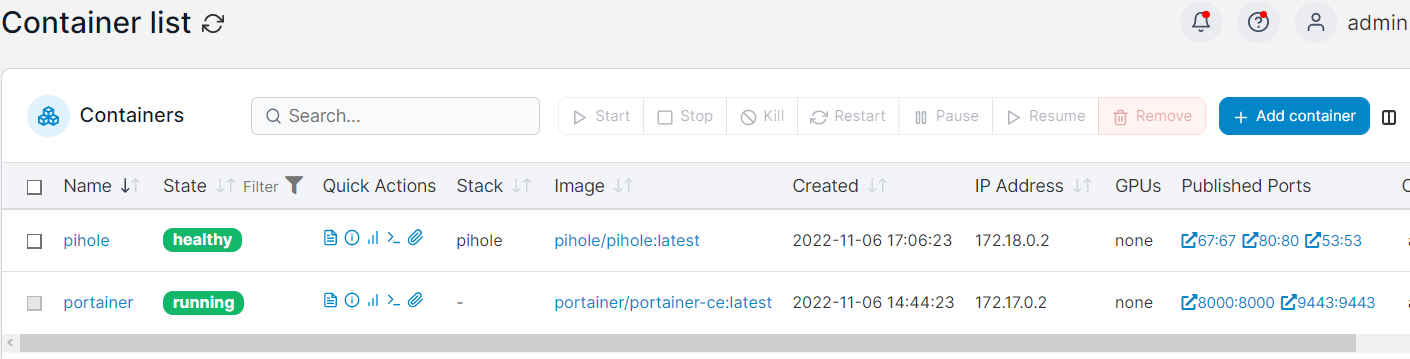 Container list
admin
Containers Search... Start Stop Kill Restart Pause Resume Remove + Add container
Name State Filter Quick Actions Stack Image Created IP Address GPUs Published Ports
pihole healthy pihole pihole/pihole:latest 2022-11-06 17:06:23 172.18.0.2 none 67:67 80:80 53:53
portainer running - portainer/portainer-ce:latest 2022-11-06 14:44:23 172.17.0.2 none 8000:8000 9443:9443